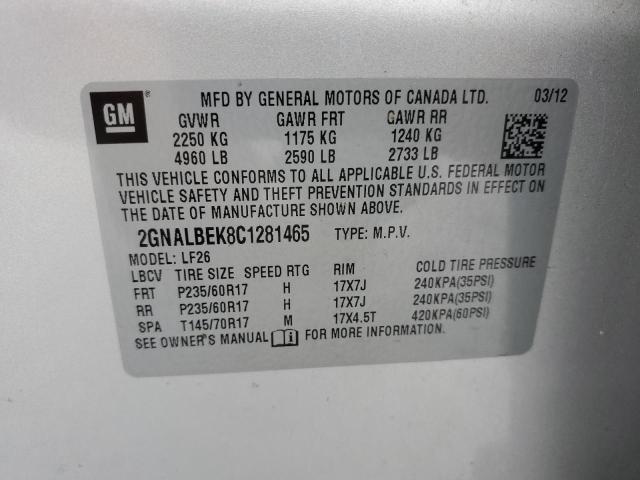 GM ®
MFD BY GENERAL MOTORS OF CANADA LTD. 03/12
GVWR GAWR FRT GAWR RR
2250 KG 1175 KG 1240 KG
4960 LB 2590 LB 2733 LB
THIS VEHICLE CONFORMS TO ALL APPLICABLE U.S. FEDERAL MOTOR
VEHICLE SAFETY AND THEFT PREVENTION STANDARDS IN EFFECT ON
THE DATE OF MANUFACTURE SHOWN ABOVE.
2GNALBEK8C1281465 TYPE: M.P.V.
MODEL: LF26
LBCV TIRE SIZE SPEED RTG RIM COLD TIRE PRESSURE
FRT P235/60R17 H 17X7J 240KPA(35PSI)
RR P235/60R17 H 17X7J 240KPA(35PSI)
SPA T145/70R17 M 17X4.5T 420KPA(60PSI)
SEE OWNER'S MANUAL FOR MORE INFORMATION.